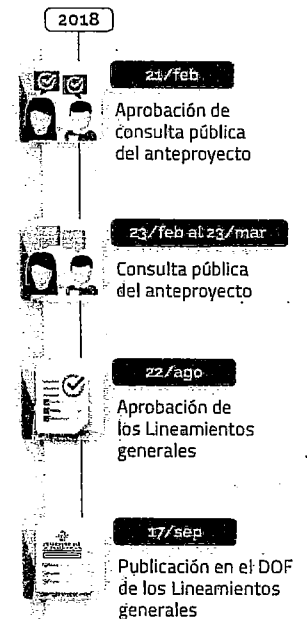 2018
21/feb
Aprobación de
consulta pública
del anteproyecto
23/feb al 23/mar
Consulta pública
del anteproyecto
22/ago
Aprobación de
los Lineamientos
generales
17/sep
Publicación en el DOF
de los Lineamientos
generales